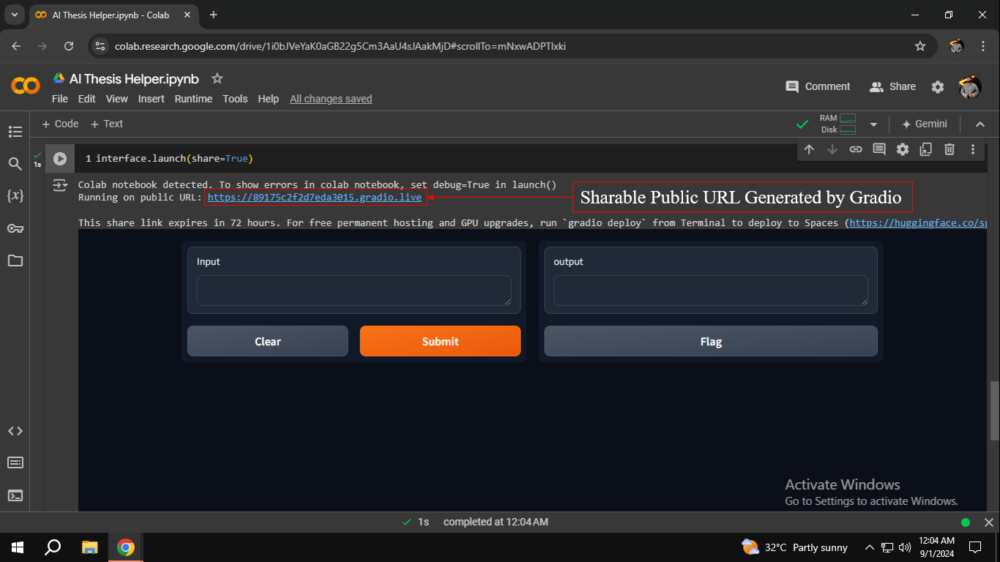 AI Thesis Helper.ipynb - Colab
colab.research.google.com/drive/1i0bJVeYaK0aGB22g5Cm3AaU4sJAakMjD#scrollTo=mNxwADPTlxki
AI Thesis Helper.ipynb
File Edit View Insert Runtime Tools Help All changes saved
Comment Share
+ Code + Text
RAM
Disk
Gemini
1s
1 interface.launch(share=True)
Colab notebook detected. To show errors in colab notebook, set debug=True in launch()
Running on public URL: https://89175c2f2d7eda3015.gradio.live
Sharable Public URL Generated by Gradio
This share link expires in 72 hours. For free permanent hosting and GPU upgrades, run `gradio deploy` from Terminal to deploy to Spaces (https://huggingface.co/sp
Input
output
Clear
Submit
Flag
Activate Windows
Go to Settings to activate Windows.
1s completed at 12:04 AM
32°C Partly sunny
12:04 AM
9/1/2024